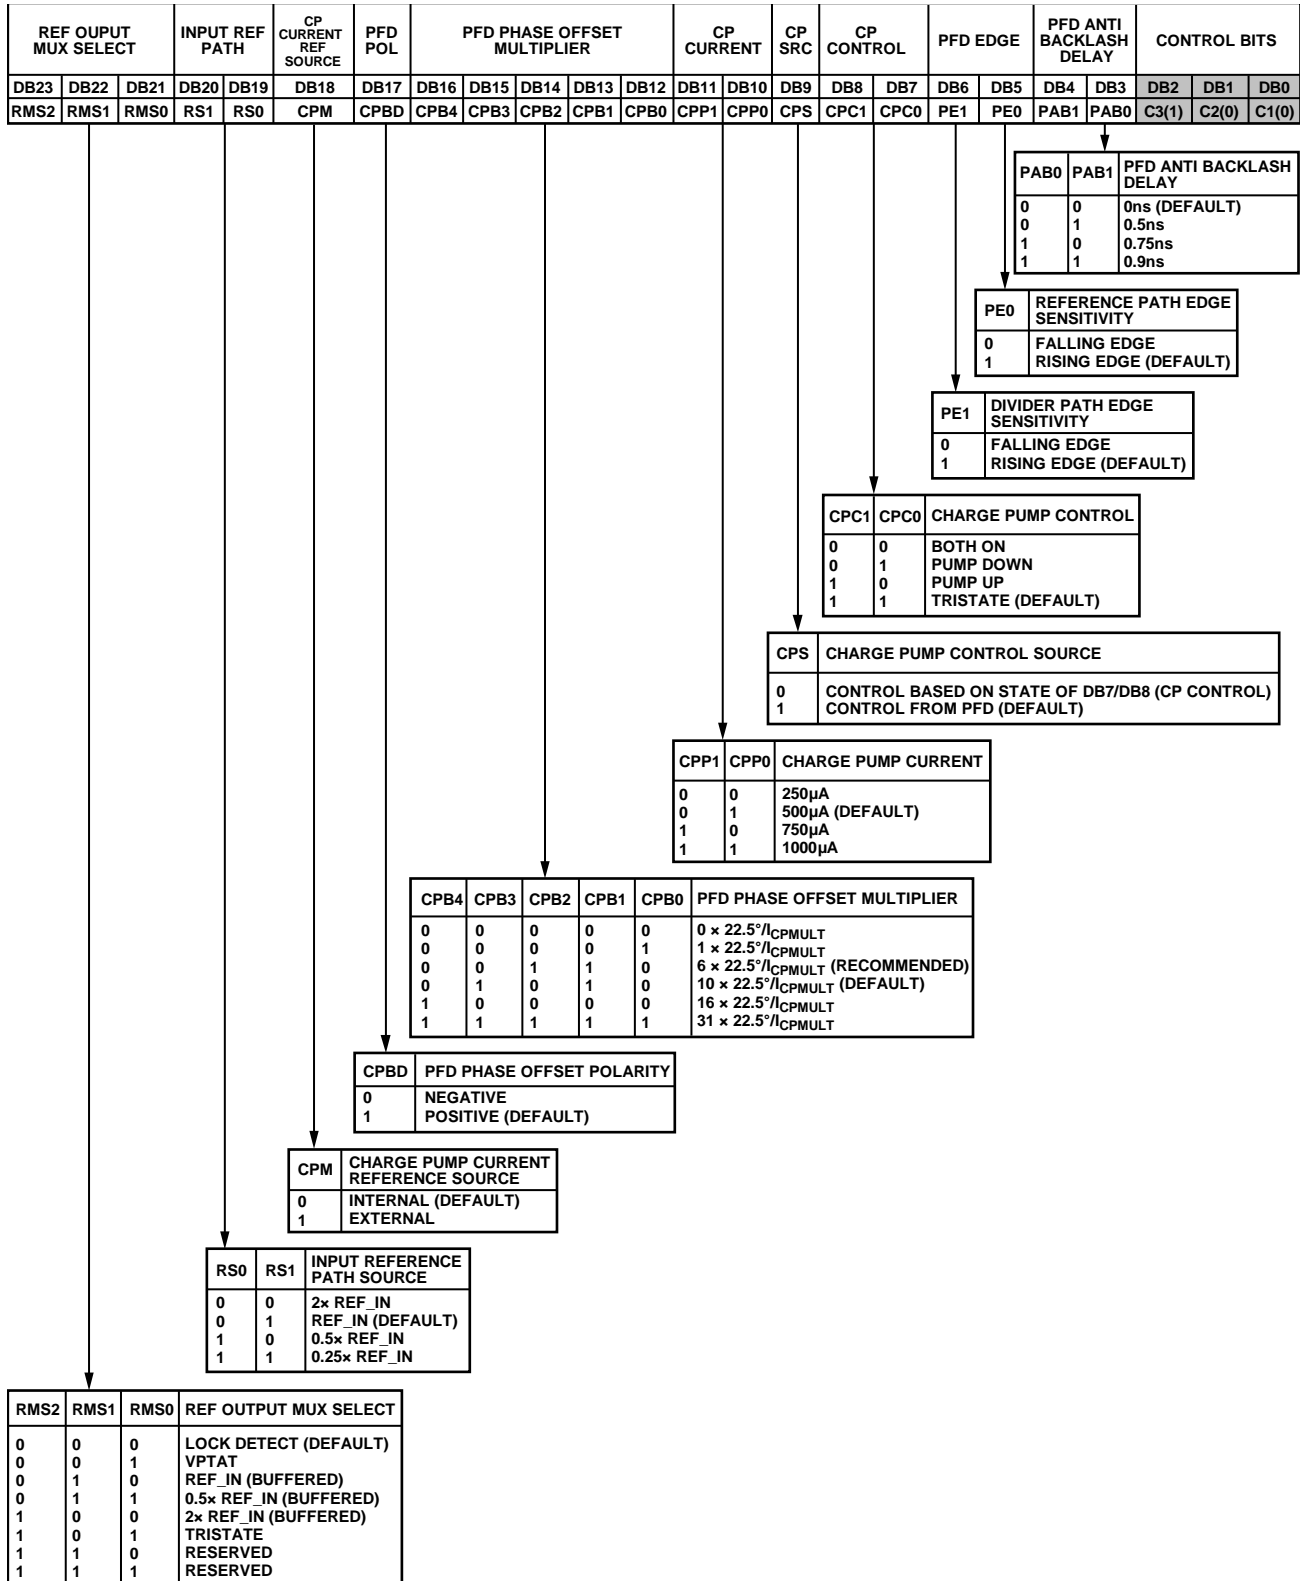 REF OUPUT MUX SELECT | INPUT REF PATH | CP CURRENT REF SOURCE | PFD POL | PFD PHASE OFFSET MULTIPLIER | CP CURRENT | CP SRC | CP CONTROL | PFD EDGE | PFD ANTI BACKLASH DELAY | CONTROL BITS
DB23 DB22 DB21 DB20 DB19 DB18 DB17 DB16 DB15 DB14 DB13 DB12 DB11 DB10 DB9 DB8 DB7 DB6 DB5 DB4 DB3 DB2 DB1 DB0
RMS2 RMS1 RMS0 RS1 RS0 CPM CPBD CPB4 CPB3 CPB2 CPB1 CPB0 CPP1 CPP0 CPS CPC1 CPC0 PE1 PE0 PAB1 PAB0 C3(1) C2(0) C1(0)
PAB0 PAB1 PFD ANTI BACKLASH DELAY
0 0 0ns (DEFAULT)
0 1 0.5ns
1 0 0.75ns
1 1 0.9ns
PE0 REFERENCE PATH EDGE SENSITIVITY
0 FALLING EDGE
1 RISING EDGE (DEFAULT)
PE1 DIVIDER PATH EDGE SENSITIVITY
0 FALLING EDGE
1 RISING EDGE (DEFAULT)
CPC1 CPC0 CHARGE PUMP CONTROL
0 0 BOTH ON
0 1 PUMP DOWN
1 0 PUMP UP
1 1 TRISTATE (DEFAULT)
CPS CHARGE PUMP CONTROL SOURCE
0 CONTROL BASED ON STATE OF DB7/DB8 (CP CONTROL)
1 CONTROL FROM PFD (DEFAULT)
CPP1 CPP0 CHARGE PUMP CURRENT
0 0 250µA
0 1 500µA (DEFAULT)
1 0 750µA
1 1 1000µA
CPB4 CPB3 CPB2 CPB1 CPB0 PFD PHASE OFFSET MULTIPLIER
0 0 0 0 0 0 × 22.5°/ICPMULT
0 0 0 0 1 1 × 22.5°/ICPMULT
0 0 1 1 0 6 × 22.5°/ICPMULT (RECOMMENDED)
0 1 0 1 0 10 × 22.5°/ICPMULT (DEFAULT)
1 0 0 0 0 16 × 22.5°/ICPMULT
1 1 1 1 1 31 × 22.5°/ICPMULT
CPBD PFD PHASE OFFSET POLARITY
0 NEGATIVE
1 POSITIVE (DEFAULT)
CPM CHARGE PUMP CURRENT REFERENCE SOURCE
0 INTERNAL (DEFAULT)
1 EXTERNAL
RS0 RS1 INPUT REFERENCE PATH SOURCE
0 0 2× REF_IN
0 1 REF_IN (DEFAULT)
1 0 0.5× REF_IN
1 1 0.25× REF_IN
RMS2 RMS1 RMS0 REF OUTPUT MUX SELECT
0 0 0 LOCK DETECT (DEFAULT)
0 0 1 VPTAT
0 1 0 REF_IN (BUFFERED)
0 1 1 0.5× REF_IN (BUFFERED)
1 0 0 2× REF_IN (BUFFERED)
1 0 1 TRISTATE
1 1 0 RESERVED
1 1 1 RESERVED